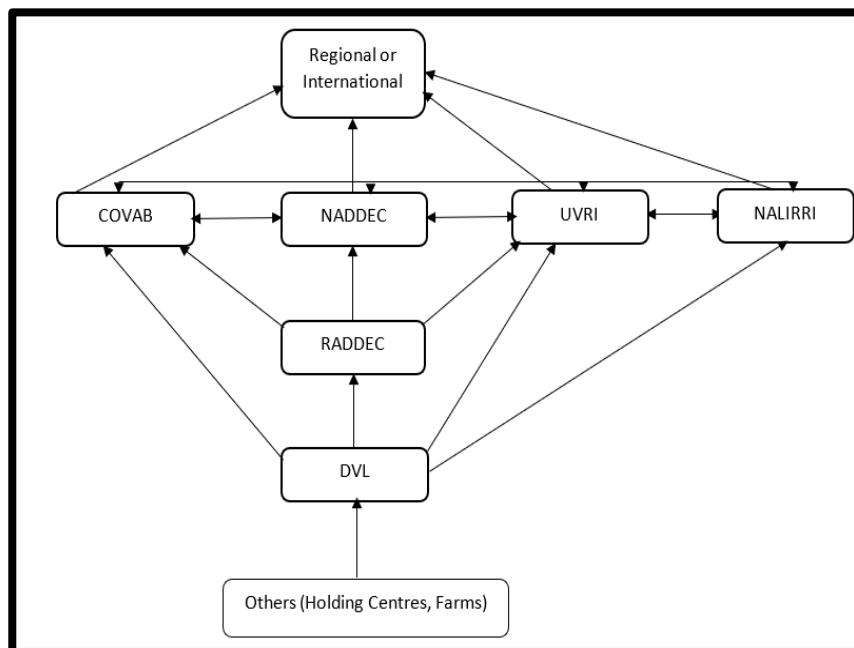 Regional or
International
COVAB
NADDEC
UVRI
NALIRRI
RADDEC
DVL
Others (Holding Centres, Farms)